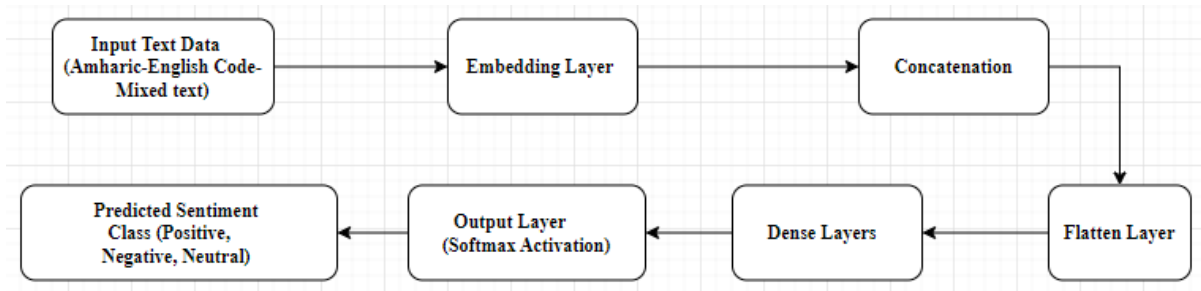 Input Text Data
(Amharic-English Code-
Mixed text)
Embedding Layer
Concatenation
Flatten Layer
Dense Layers
Output Layer
(Softmax Activation)
Predicted Sentiment
Class (Positive,
Negative, Neutral)